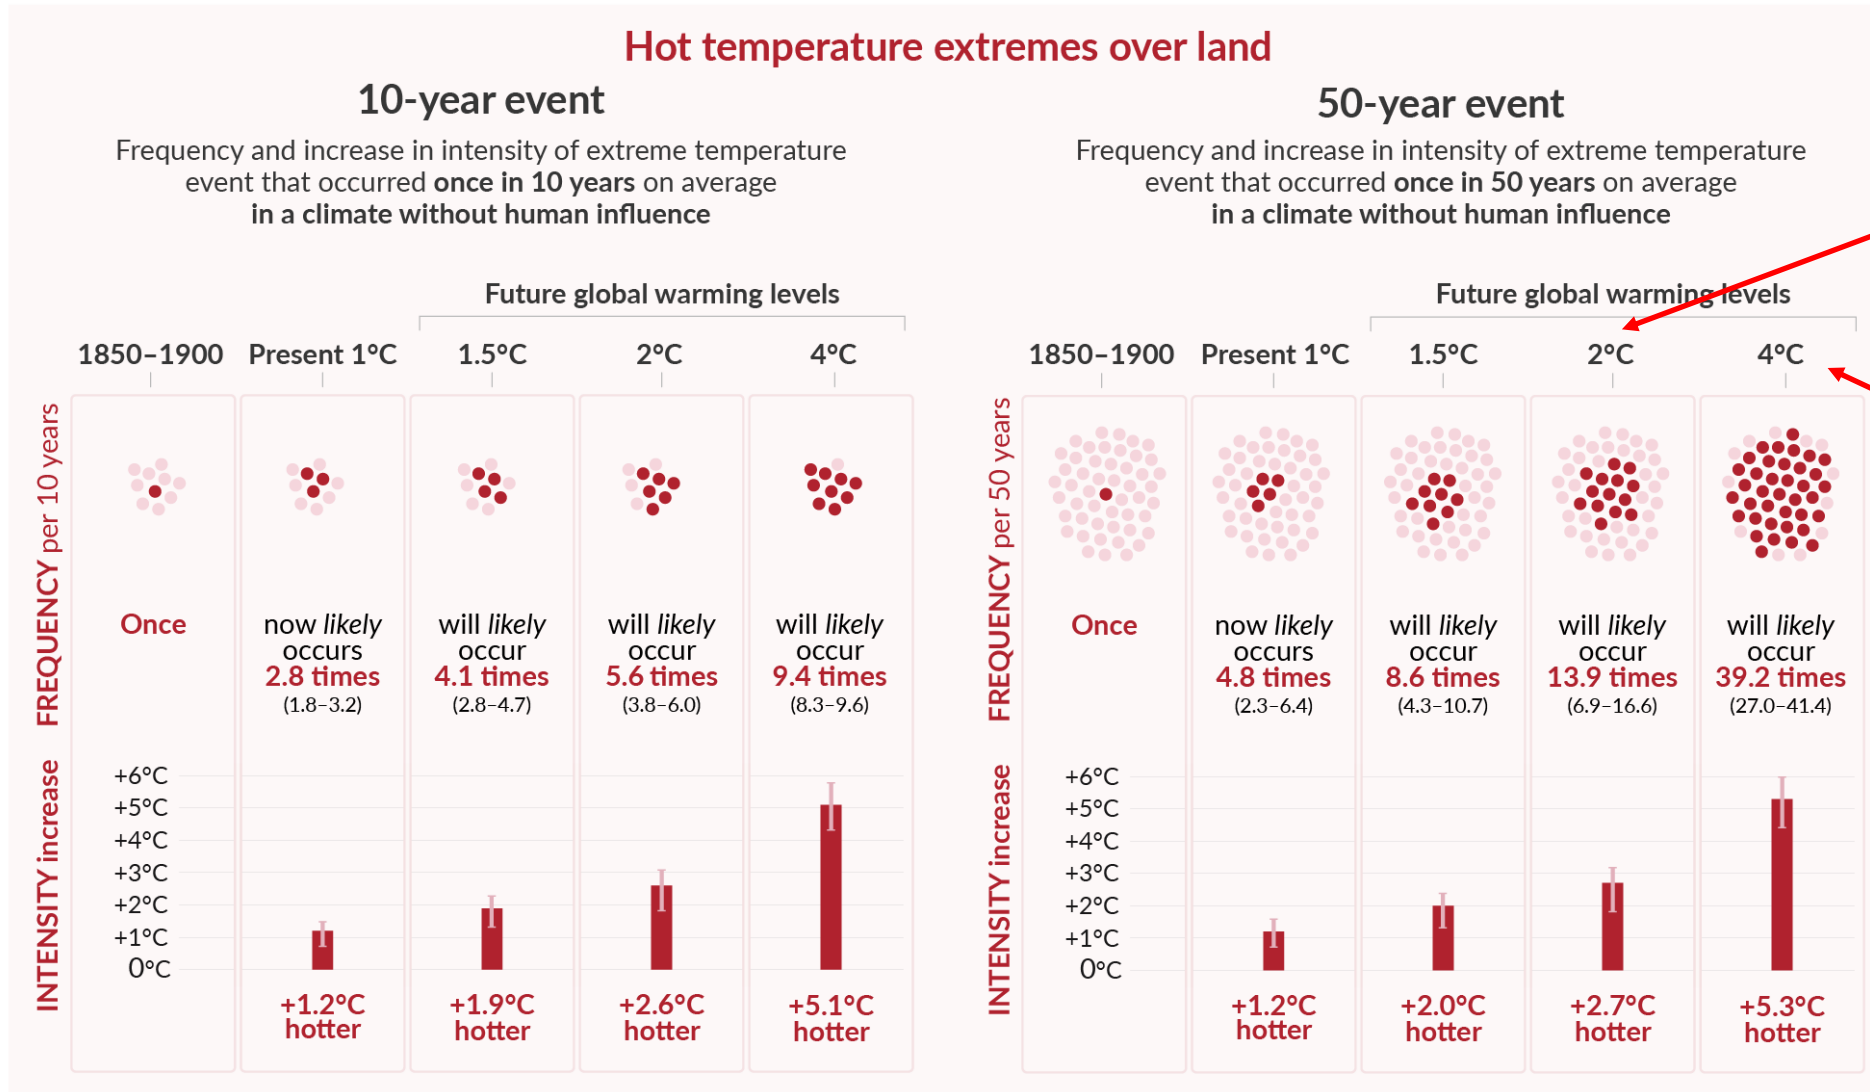 Hot temperature extremes over land
10-year event
Frequency and increase in intensity of extreme temperature
event that occurred once in 10 years on average
in a climate without human influence
Future global warming levels
1850–1900
Present 1°C
1.5°C
2°C
4°C
FREQUENCY per 10 years
Once
now likely
occurs
2.8 times
(1.8–3.2)
will likely
occur
4.1 times
(2.8–4.7)
will likely
occur
5.6 times
(3.8–6.0)
will likely
occur
9.4 times
(8.3–9.6)
INTENSITY increase
+6°C
+5°C
+4°C
+3°C
+2°C
+1°C
0°C
+1.2°C
hotter
+1.9°C
hotter
+2.6°C
hotter
+5.1°C
hotter
50-year event
Frequency and increase in intensity of extreme temperature
event that occurred once in 50 years on average
in a climate without human influence
Future global warming levels
1850–1900
Present 1°C
1.5°C
2°C
4°C
FREQUENCY per 50 years
Once
now likely
occurs
4.8 times
(2.3–6.4)
will likely
occur
8.6 times
(4.3–10.7)
will likely
occur
13.9 times
(6.9–16.6)
will likely
occur
39.2 times
(27.0–41.4)
INTENSITY increase
+6°C
+5°C
+4°C
+3°C
+2°C
+1°C
0°C
+1.2°C
hotter
+2.0°C
hotter
+2.7°C
hotter
+5.3°C
hotter